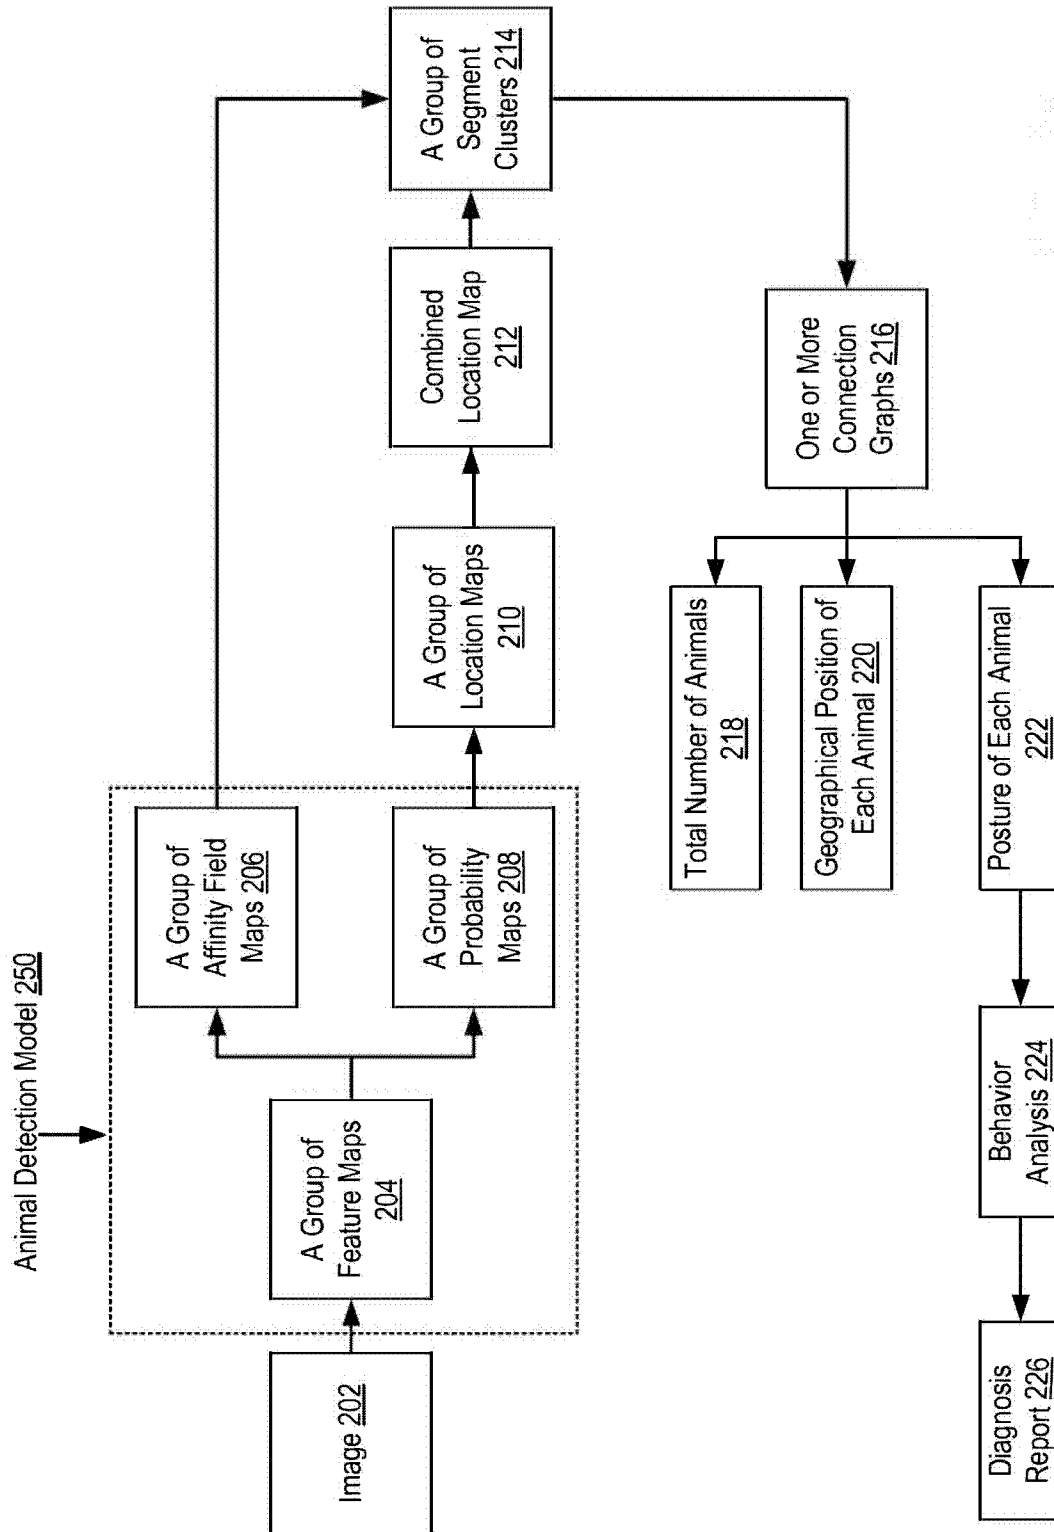 Animal Detection Model 250
Image 202
A Group of
Feature Maps
204
A Group of
Affinity Field
Maps 206
A Group of
Probability
Maps 208
A Group of
Location Maps
210
Combined
Location Map
212
A Group of
Segment
Clusters 214
One or More
Connection
Graphs 216
Total Number of Animals
218
Geographical Position of
Each Animal 220
Posture of Each Animal
222
Behavior
Analysis 224
Diagnosis
Report 226